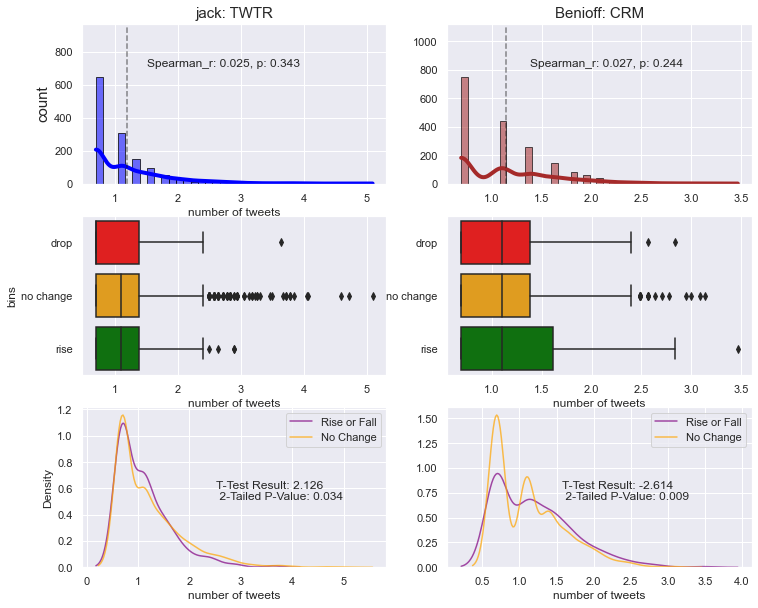 jack: TWTR
800
600
400
200
0
count
Spearman_r: 0.025, p: 0.343
1 2 3 4 5
number of tweets
Benioff: CRM
1000
800
600
400
200
0
Spearman_r: 0.027, p: 0.244
1.0 1.5 2.0 2.5 3.0 3.5
number of tweets
bins
drop
no change
rise
1 2 3 4 5
number of tweets
drop
no change
rise
1.0 1.5 2.0 2.5 3.0 3.5
number of tweets
1.2
1.0
0.8
0.6
0.4
0.2
0.0
Density
Rise or Fall
No Change
T-Test Result: 2.126
2-Tailed P-Value: 0.034
0 1 2 3 4 5
number of tweets
1.50
1.25
1.00
0.75
0.50
0.25
0.00
Rise or Fall
No Change
T-Test Result: -2.614
2-Tailed P-Value: 0.009
0.5 1.0 1.5 2.0 2.5 3.0 3.5 4.0
number of tweets